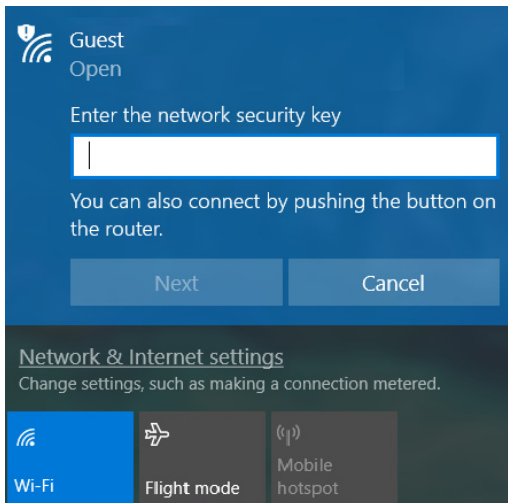 Guest
Open
Enter the network security key
You can also connect by pushing the button on
the router.
Next
Cancel
Network & Internet settings
Change settings, such as making a connection metered.
Wi-Fi
Flight mode
Mobile
hotspot